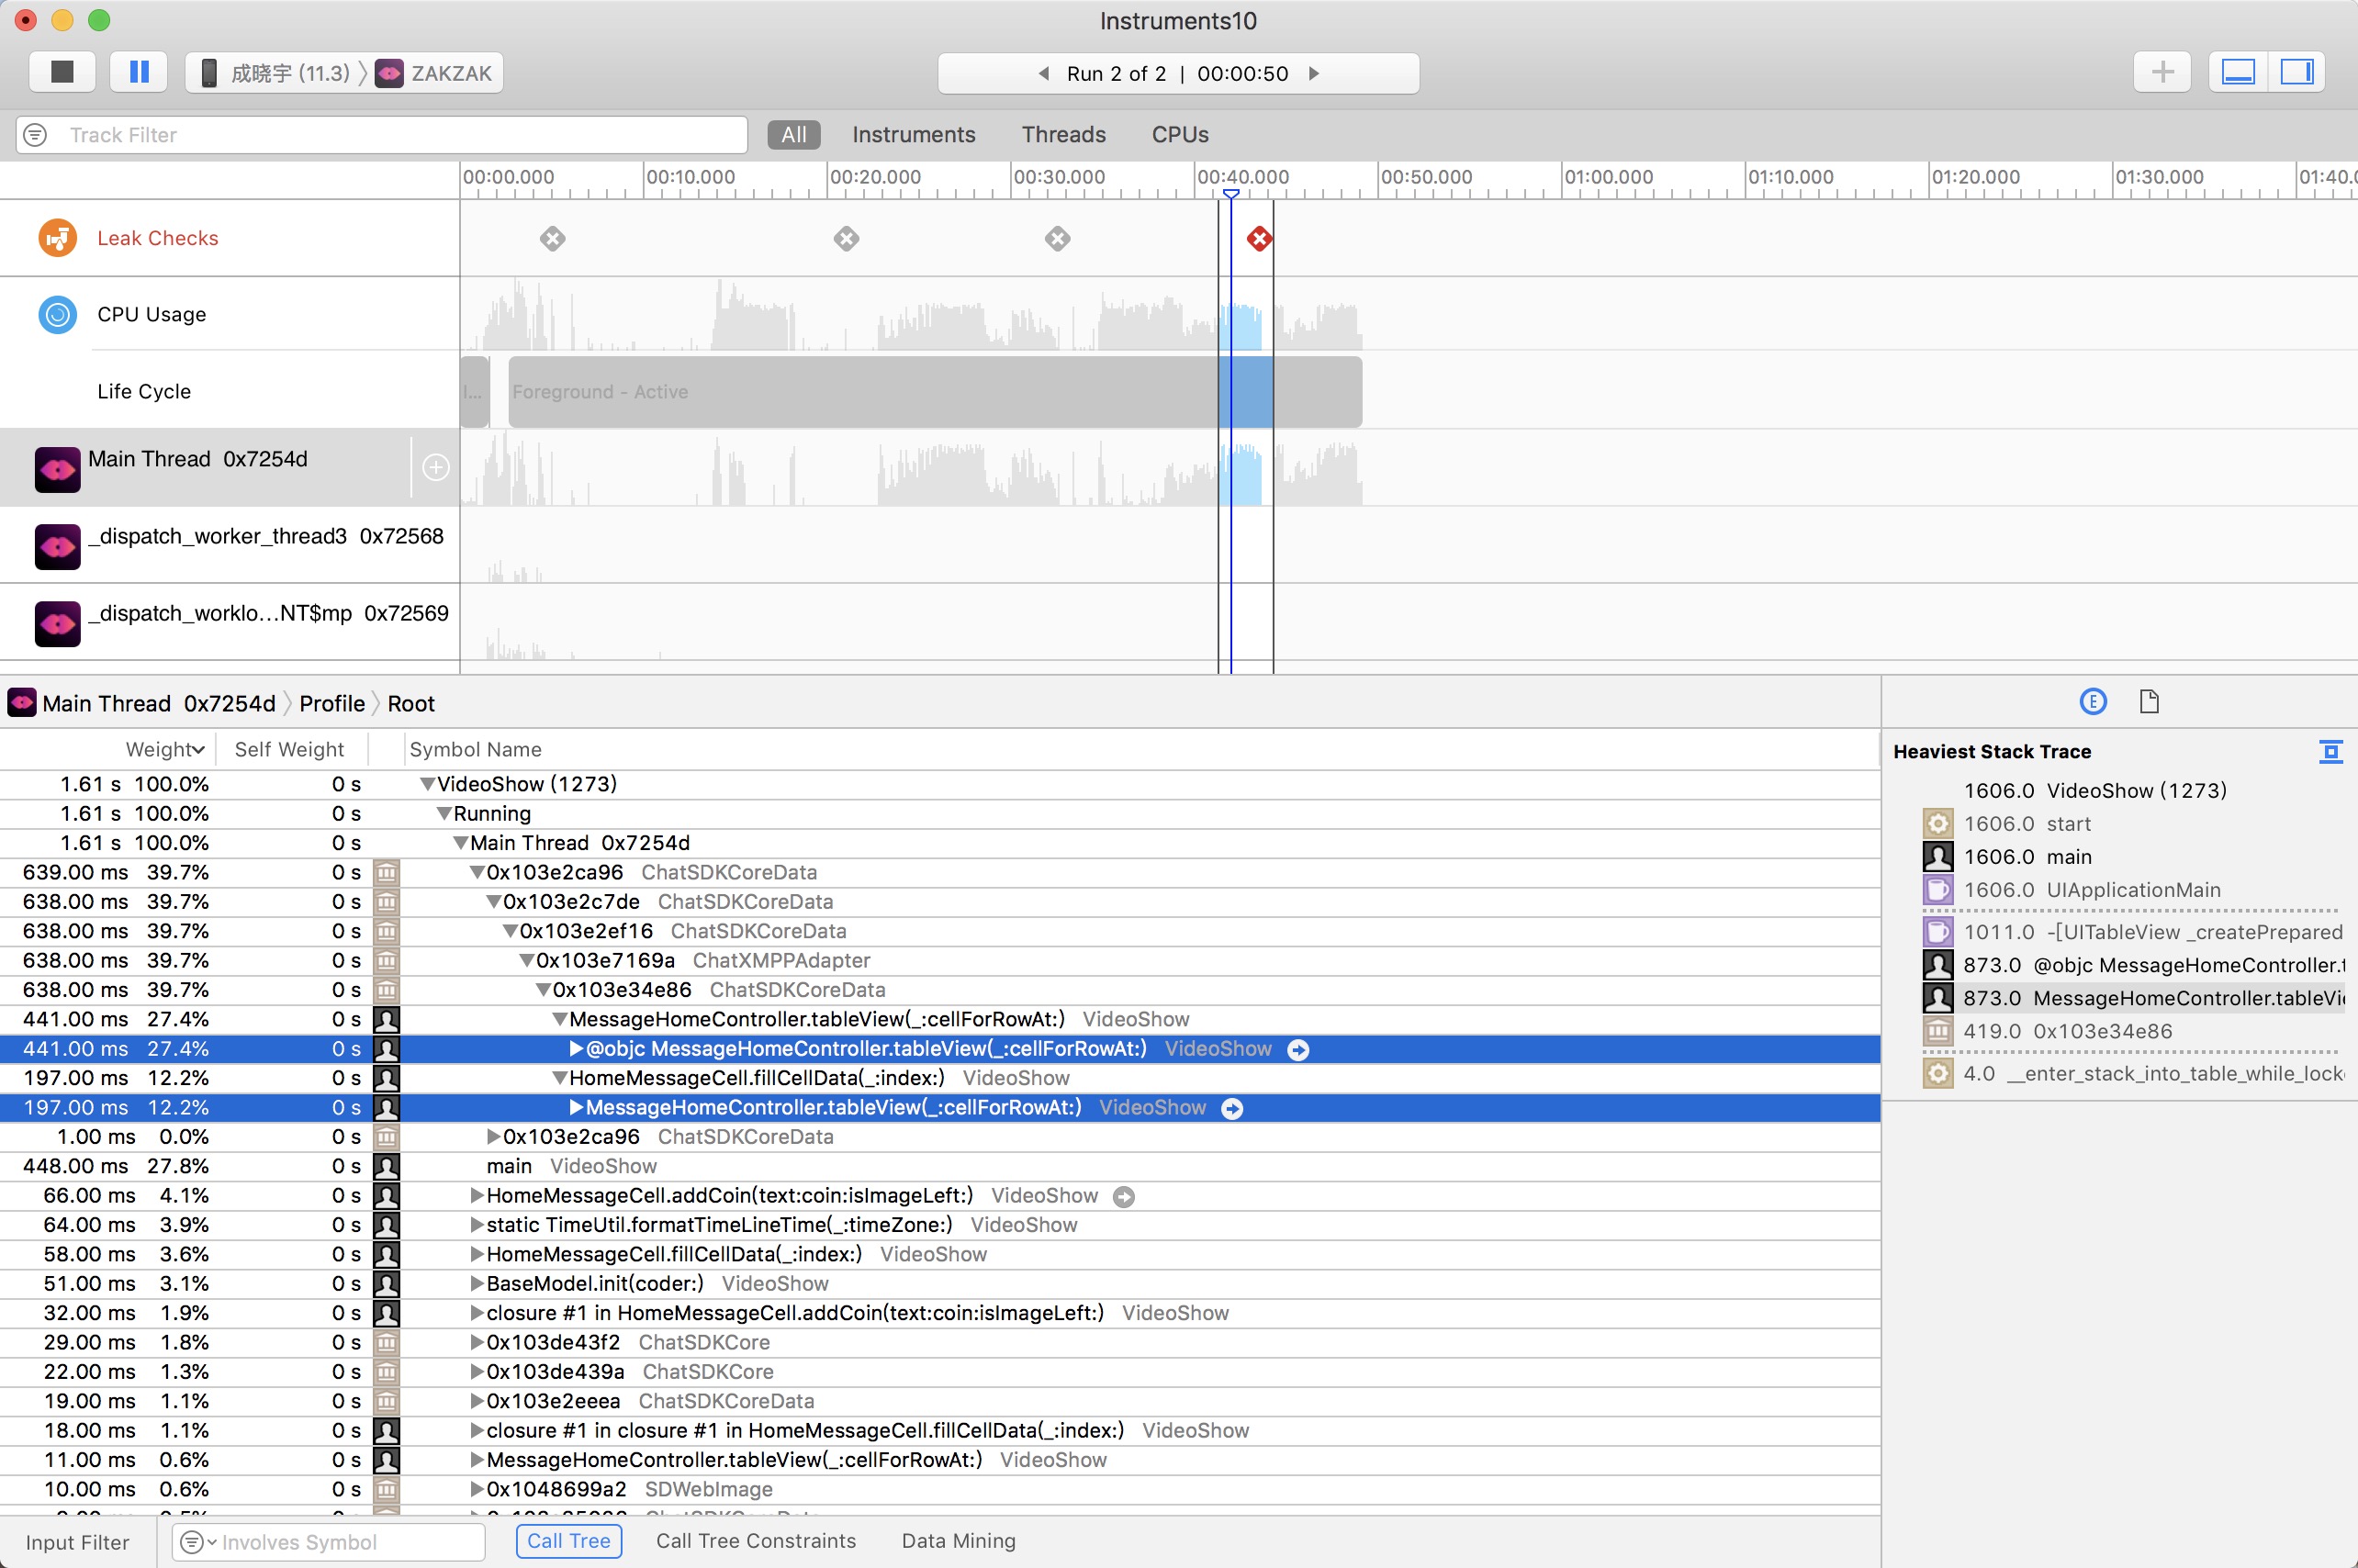 Instruments10
成晓宇 (11.3) 〉 ZAKZAK
Run 2 of 2 | 00:00:50
Track Filter
All Instruments Threads CPUs
00:00.000 00:10.000 00:20.000 00:30.000 00:40.000 00:50.000 01:00.000 01:10.000 01:20.000 01:30.000 01:40.0
Leak Checks
CPU Usage
Life Cycle
I... Foreground - Active
Main Thread 0x7254d
_dispatch_worker_thread3 0x72568
_dispatch_worklo…NT$mp 0x72569
Main Thread 0x7254d 〉 Profile 〉 Root
Weight Self Weight Symbol Name
1.61 s 100.0% 0 s VideoShow (1273)
1.61 s 100.0% 0 s Running
1.61 s 100.0% 0 s Main Thread 0x7254d
639.00 ms 39.7% 0 s 0x103e2ca96 ChatSDKCoreData
638.00 ms 39.7% 0 s 0x103e2c7de ChatSDKCoreData
638.00 ms 39.7% 0 s 0x103e2ef16 ChatSDKCoreData
638.00 ms 39.7% 0 s 0x103e7169a ChatXMPPAdapter
638.00 ms 39.7% 0 s 0x103e34e86 ChatSDKCoreData
441.00 ms 27.4% 0 s MessageHomeController.tableView(_:cellForRowAt:) VideoShow
441.00 ms 27.4% 0 s @objc MessageHomeController.tableView(_:cellForRowAt:) VideoShow
197.00 ms 12.2% 0 s HomeMessageCell.fillCellData(_:index:) VideoShow
197.00 ms 12.2% 0 s MessageHomeController.tableView(_:cellForRowAt:) VideoShow
1.00 ms 0.0% 0 s 0x103e2ca96 ChatSDKCoreData
448.00 ms 27.8% 0 s main VideoShow
66.00 ms 4.1% 0 s HomeMessageCell.addCoin(text:coin:isImageLeft:) VideoShow
64.00 ms 3.9% 0 s static TimeUtil.formatTimeLineTime(_:timeZone:) VideoShow
58.00 ms 3.6% 0 s HomeMessageCell.fillCellData(_:index:) VideoShow
51.00 ms 3.1% 0 s BaseModel.init(coder:) VideoShow
32.00 ms 1.9% 0 s closure #1 in HomeMessageCell.addCoin(text:coin:isImageLeft:) VideoShow
29.00 ms 1.8% 0 s 0x103de43f2 ChatSDKCore
22.00 ms 1.3% 0 s 0x103de439a ChatSDKCore
19.00 ms 1.1% 0 s 0x103e2eeea ChatSDKCoreData
18.00 ms 1.1% 0 s closure #1 in closure #1 in HomeMessageCell.fillCellData(_:index:) VideoShow
11.00 ms 0.6% 0 s MessageHomeController.tableView(_:cellForRowAt:) VideoShow
10.00 ms 0.6% 0 s 0x1048699a2 SDWebImage
Input Filter Involves Symbol Call Tree Call Tree Constraints Data Mining
E
Heaviest Stack Trace
1606.0 VideoShow (1273)
1606.0 start
1606.0 main
1606.0 UIApplicationMain
1011.0 -[UITableView _createPrepared
873.0 @objc MessageHomeController.t
873.0 MessageHomeController.tableVi
419.0 0x103e34e86
4.0 __enter_stack_into_table_while_lock